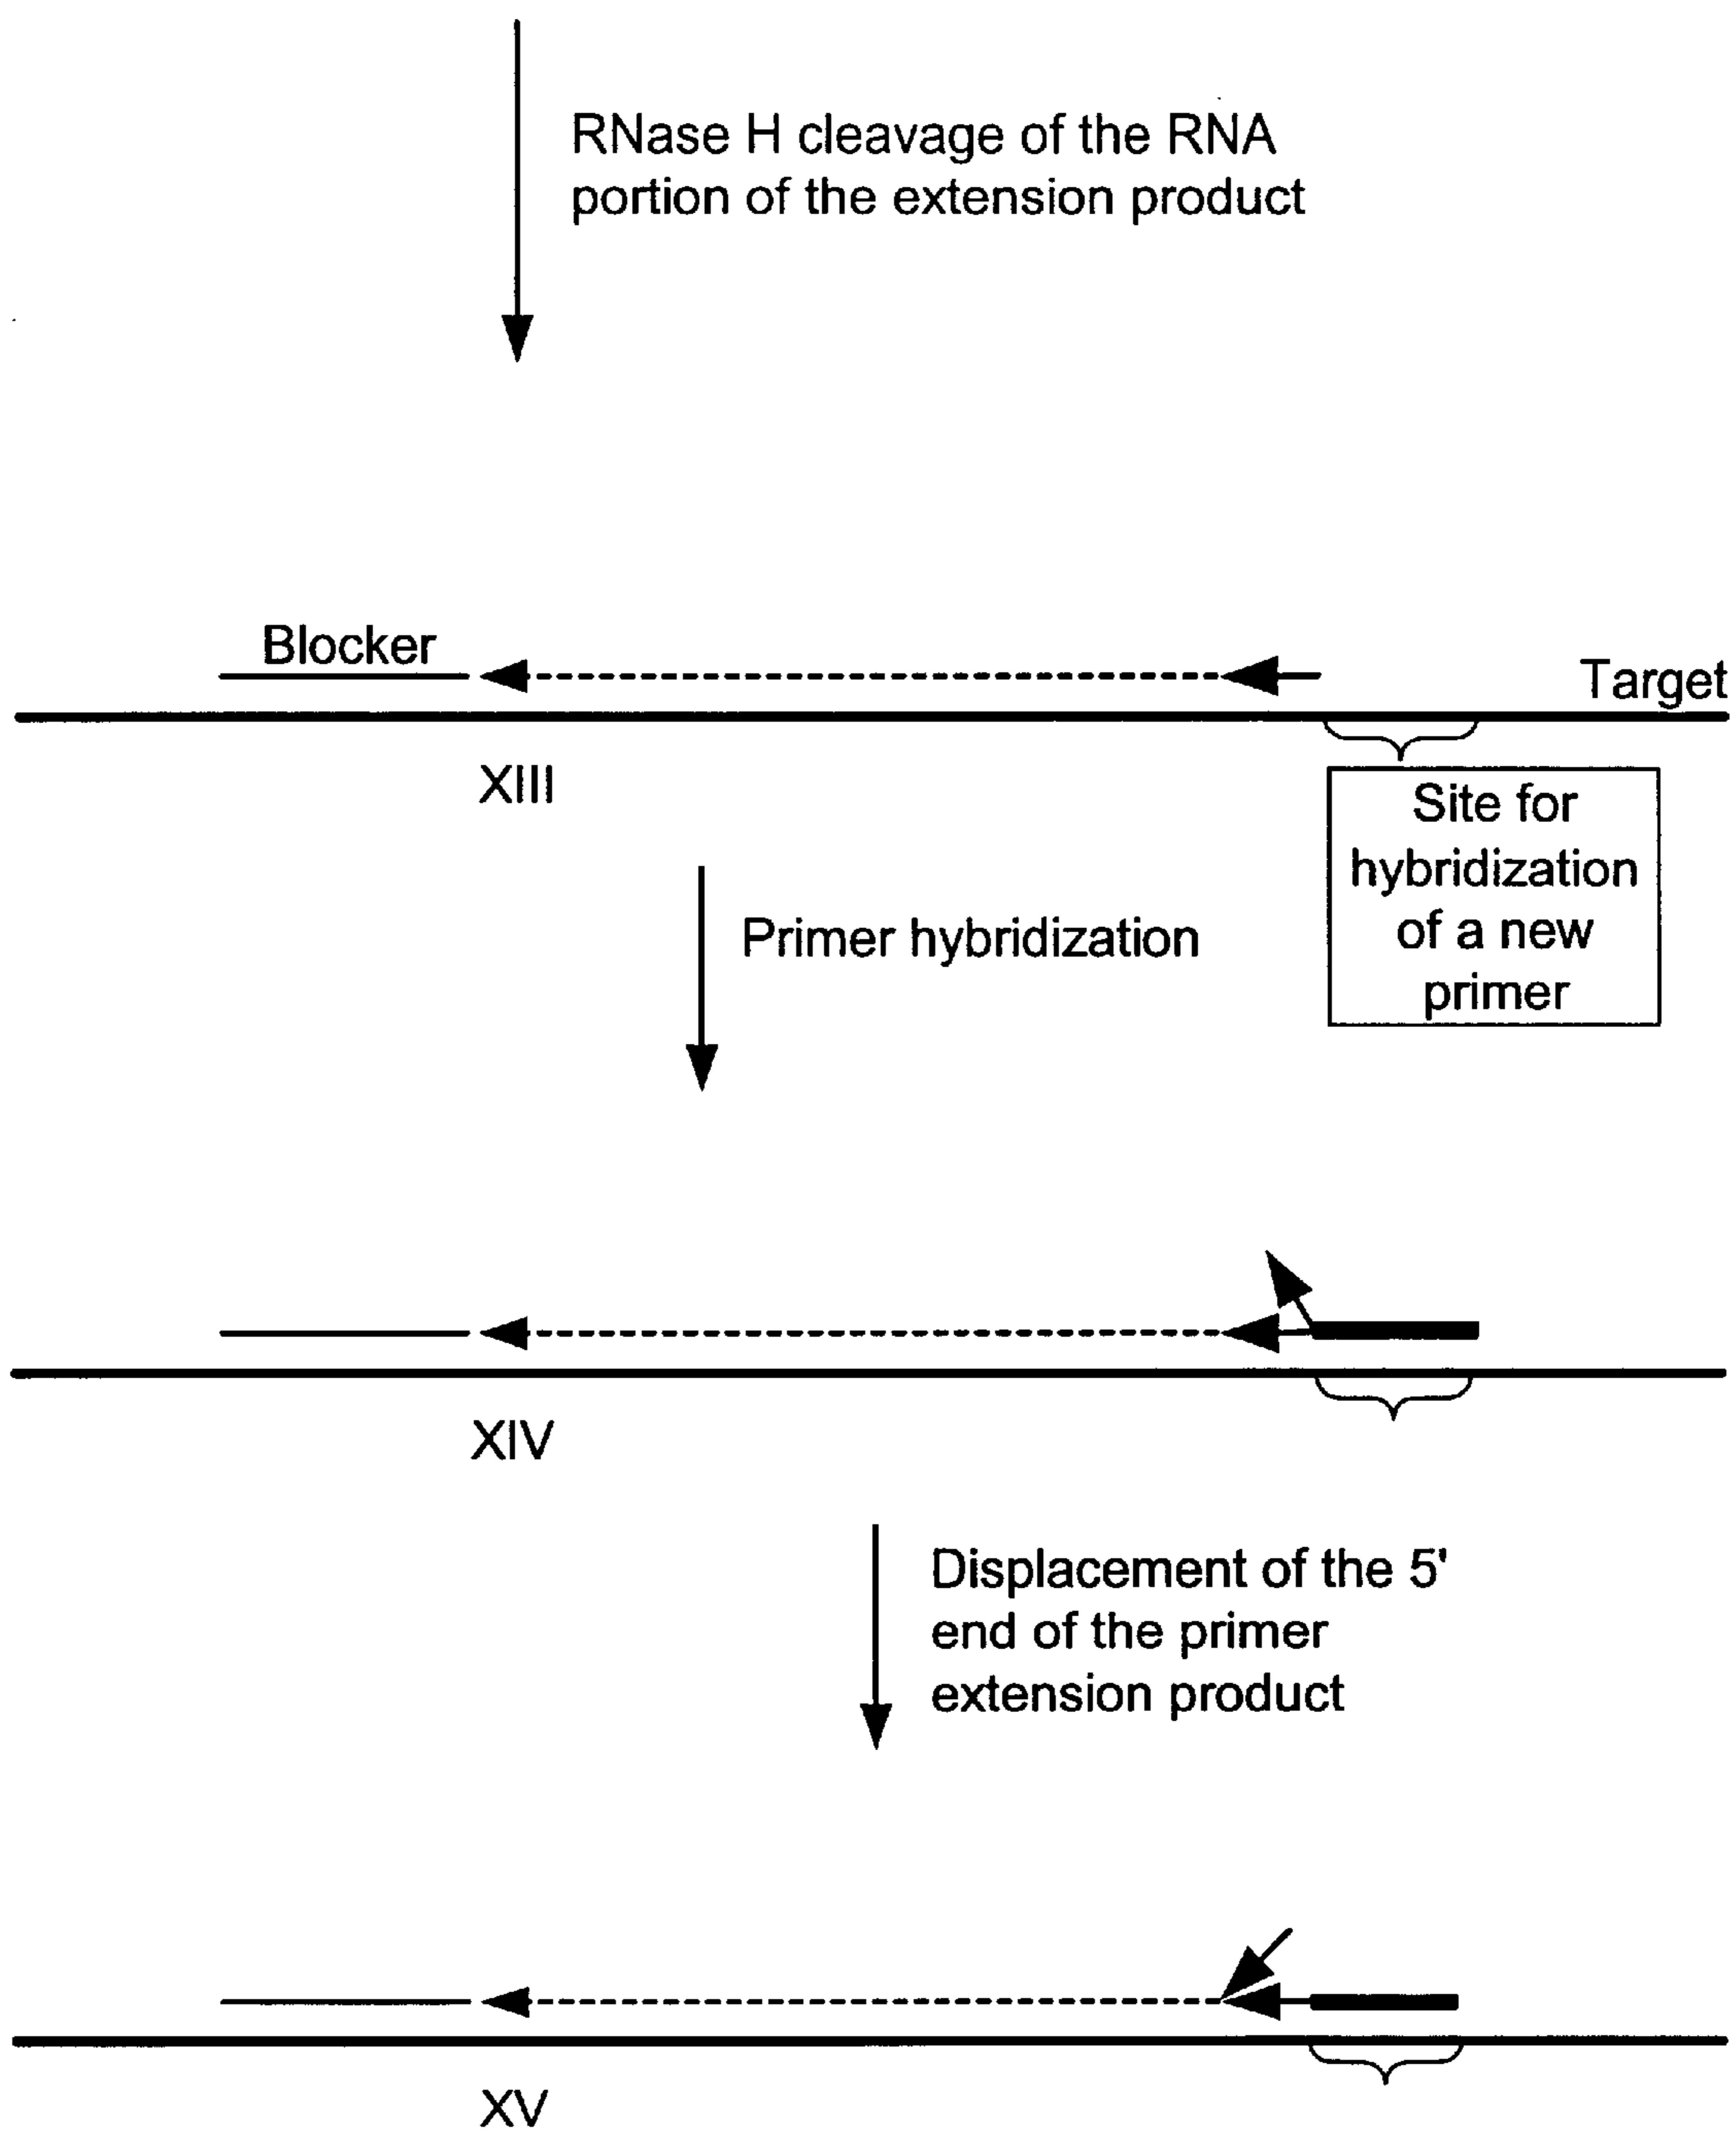 RNase H cleavage of the RNA
portion of the extension product
Blocker
Target
XIII
Site for
hybridization
of a new
primer
Primer hybridization
XIV
Displacement of the 5'
end of the primer
extension product
XV